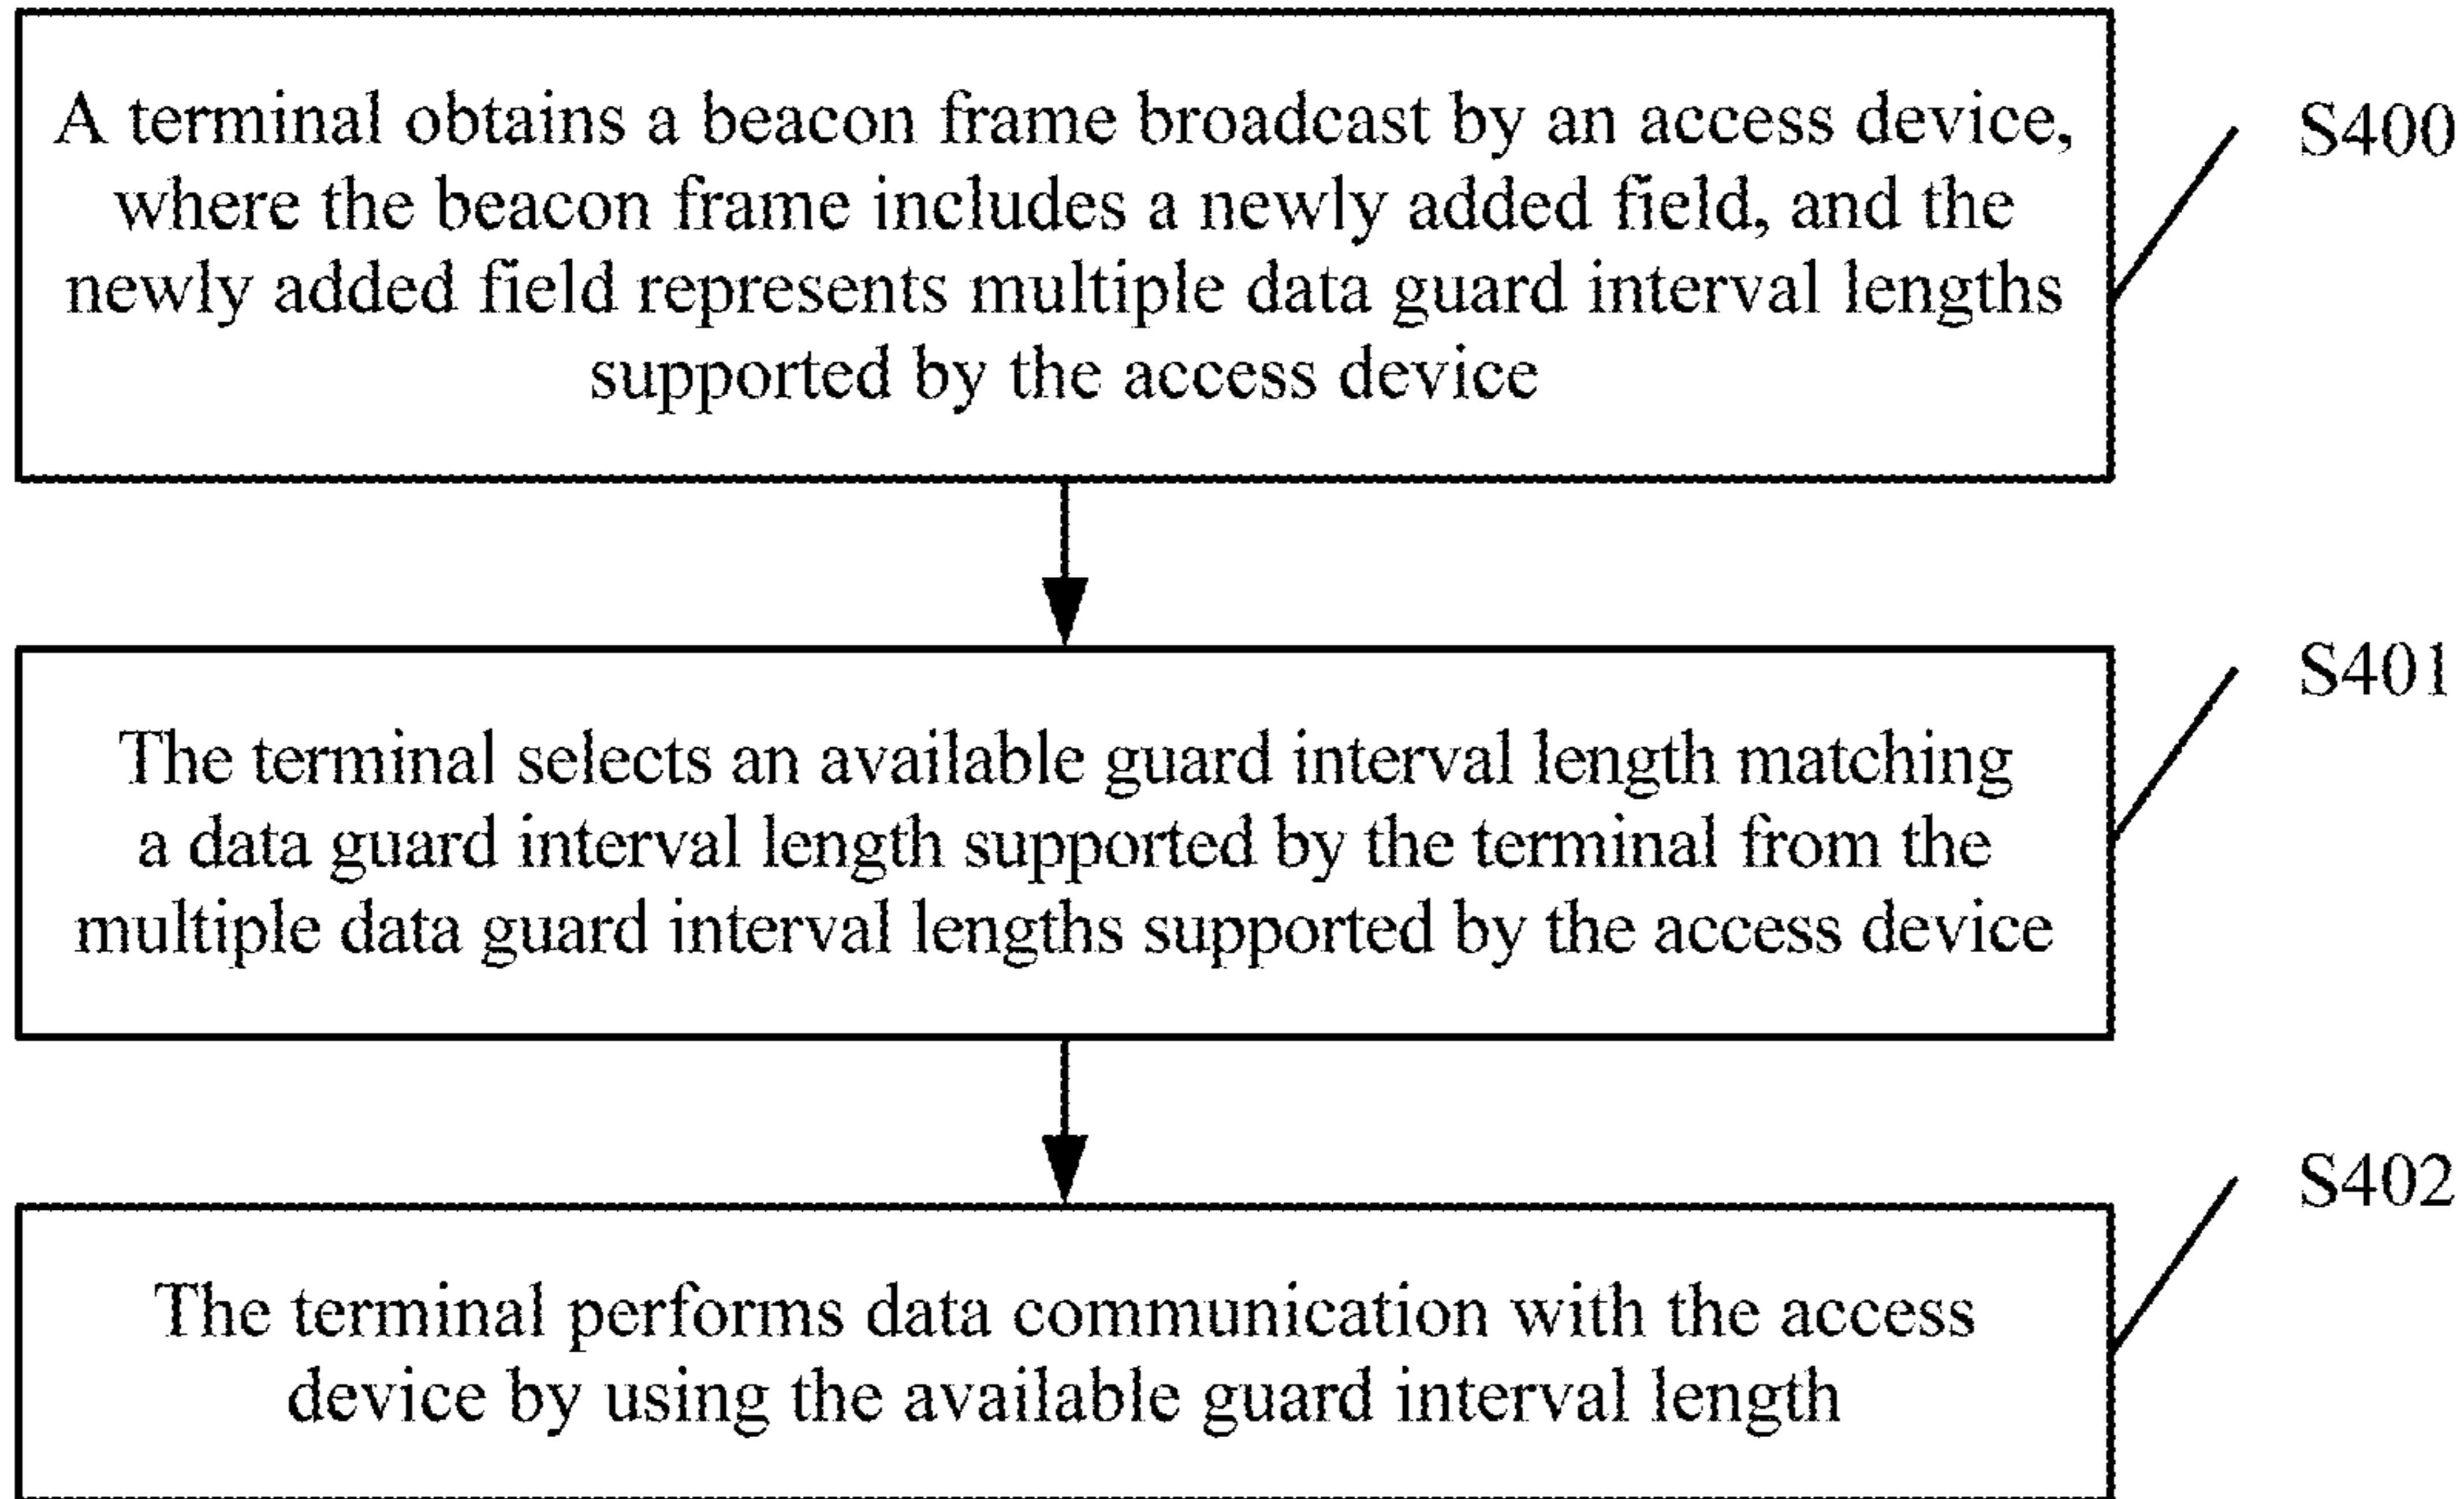 A terminal obtains a beacon frame broadcast by an access device,
where the beacon frame includes a newly added field, and the
newly added field represents multiple data guard interval lengths
supported by the access device
S400
The terminal selects an available guard interval length matching
a data guard interval length supported by the terminal from the
multiple data guard interval lengths supported by the access device
S401
The terminal performs data communication with the access
device by using the available guard interval length
S402